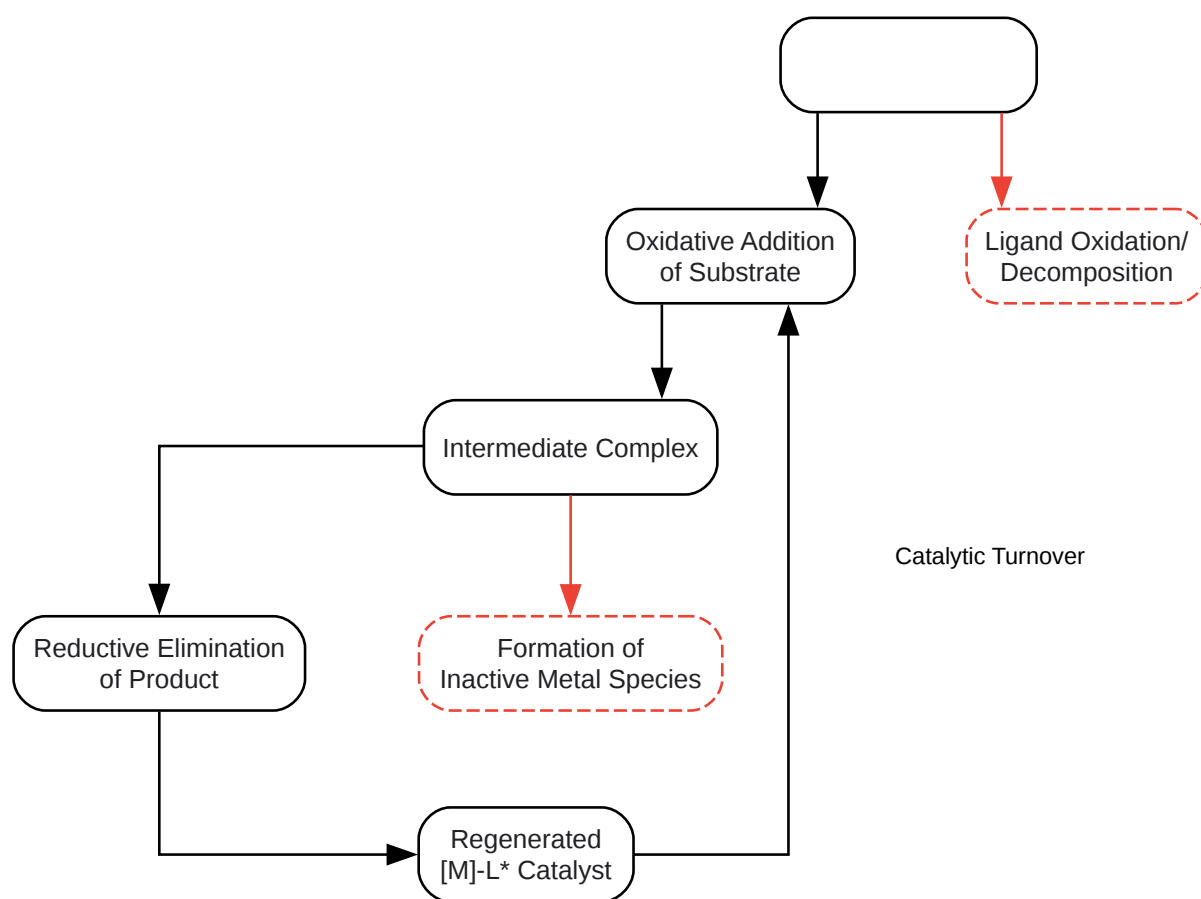 Oxidative Addition
of Substrate
Ligand Oxidation/
Decomposition
Intermediate Complex
Catalytic Turnover
Reductive Elimination
of Product
Formation of
Inactive Metal Species
Regenerated
[M]-L* Catalyst